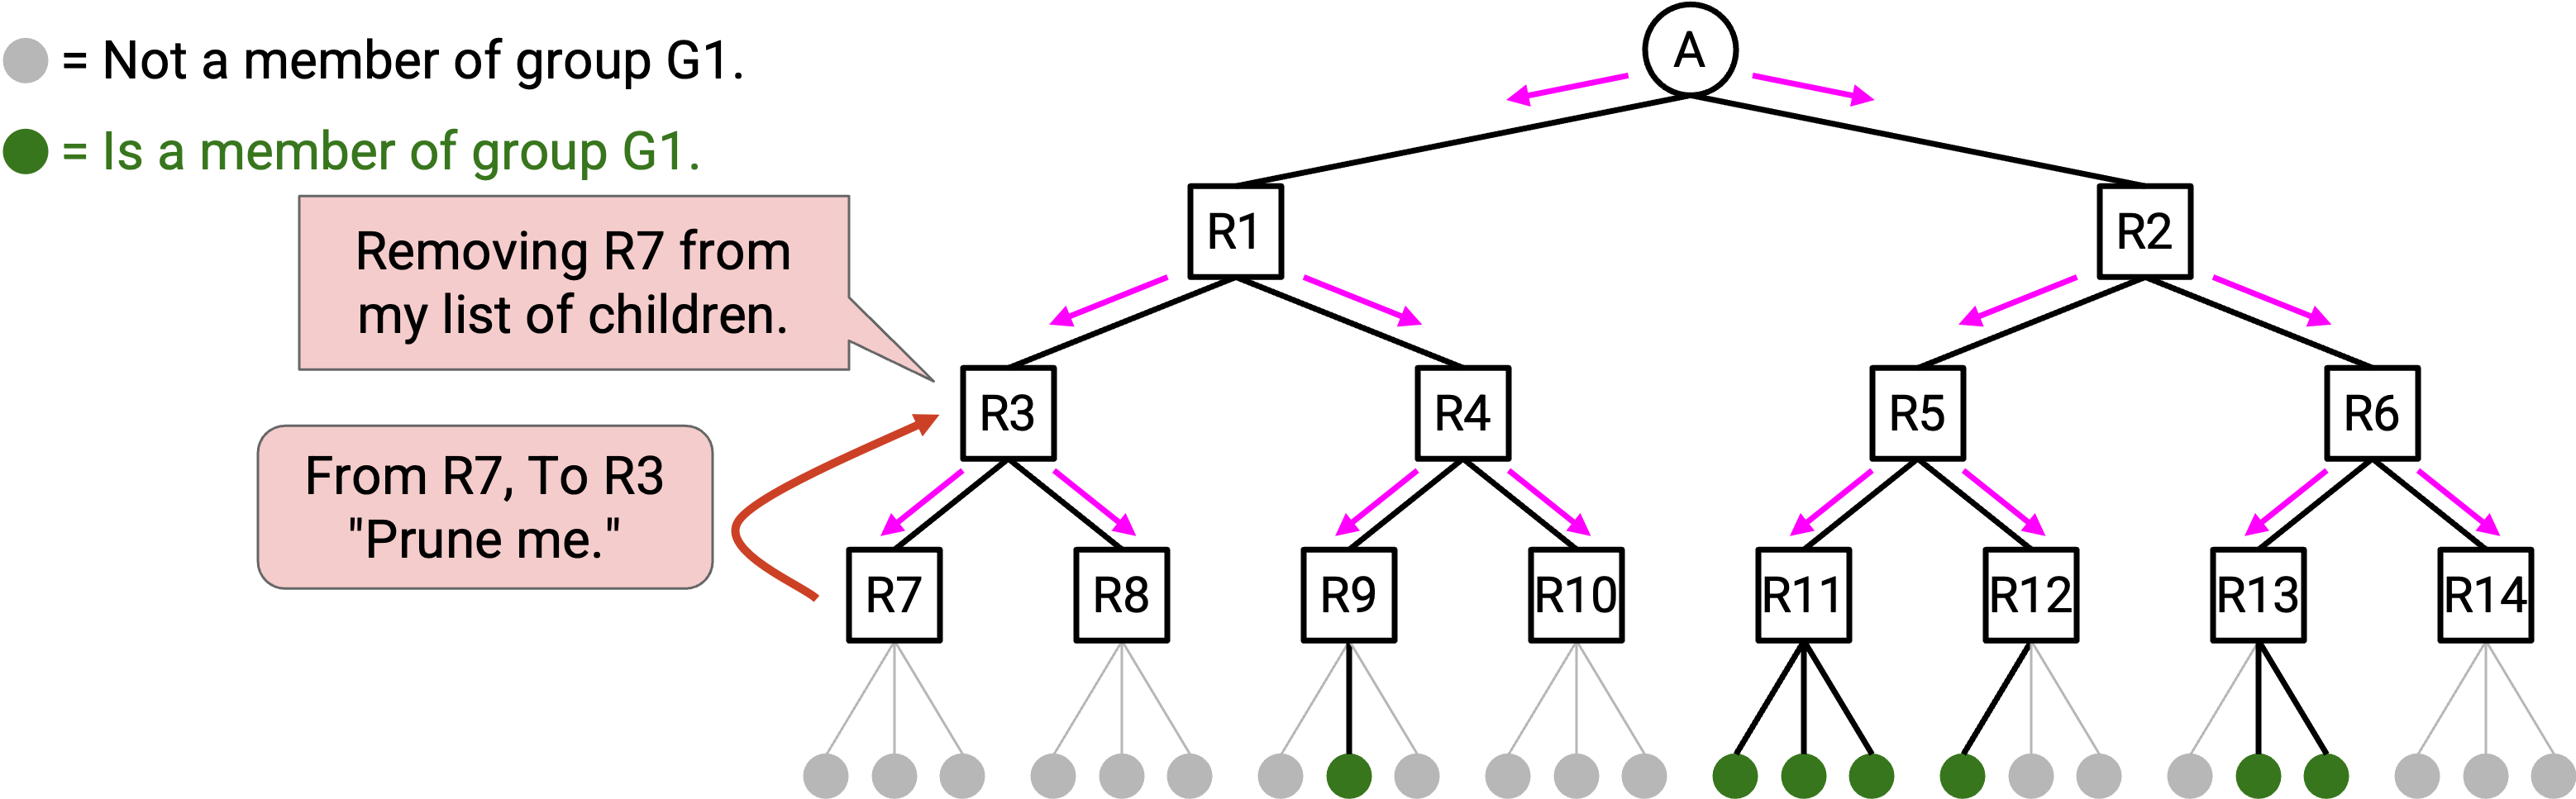 = Not a member of group G1.
= Is a member of group G1.
A
Removing R7 from
my list of children.
R1
R2
R3
R4
R5
R6
From R7, To R3
"Prune me."
R7
R8
R9
R10
R11
R12
R13
R14